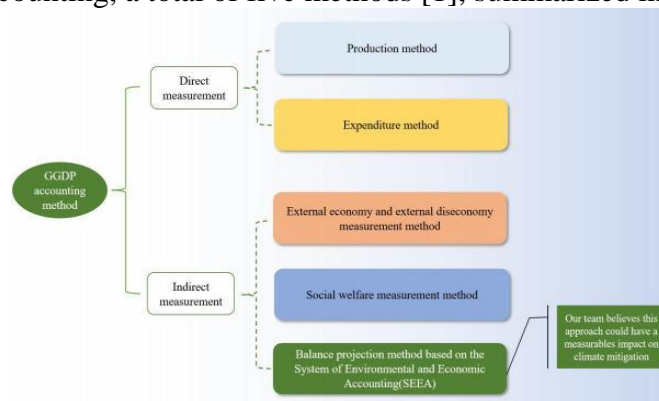 a total of five methods [1], summarized
Production method
Direct
measurement
Expenditure method
GGDP
accounting
method
External economy and external diseconomy
measurement method
Indirect
measurement
Social welfare measurement method
Our team believes this
approach could have a
measurables impact on
climate mitigation
Balance projection method based on the
System of Environmental and Economic
Accounting(SEEA)